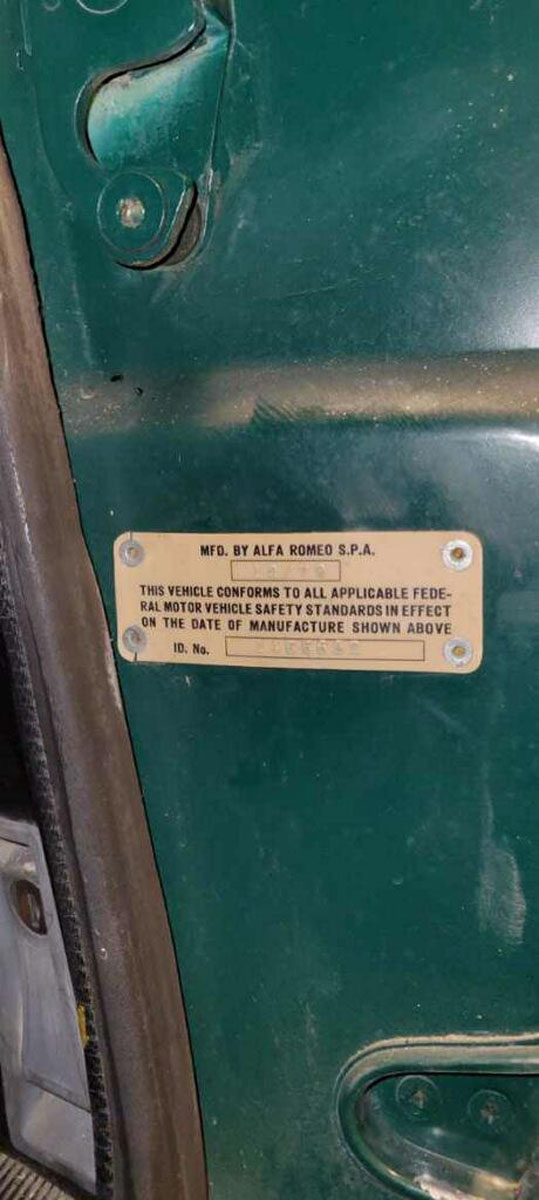 MFD. BY ALFA ROMEO S.P.A.
THIS VEHICLE CONFORMS TO ALL APPLICABLE FEDE-
RAL MOTOR VEHICLE SAFETY STANDARDS IN EFFECT
ON THE DATE OF MANUFACTURE SHOWN ABOVE
ID. No.